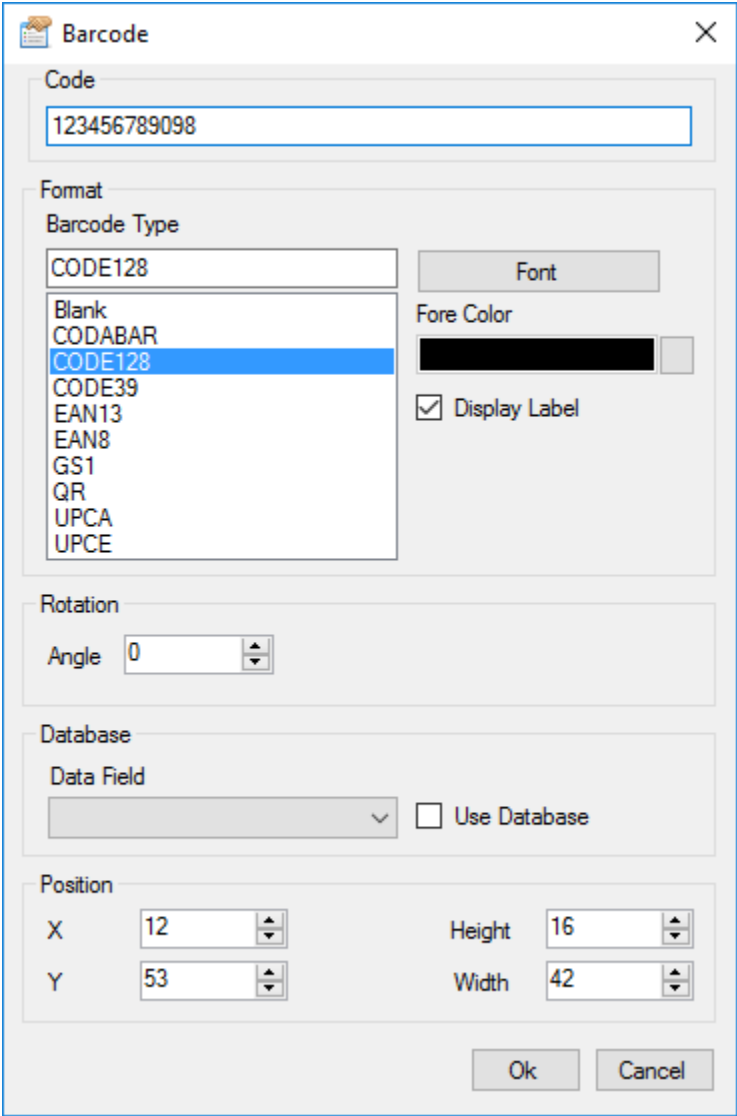 Barcode
Code
123456789098
Format
Barcode Type
CODE128
Font
Blank
CODABAR
CODE128
CODE39
EAN13
EAN8
GS1
QR
UPCA
UPCE
Fore Color
Display Label
Rotation
Angle 0
Database
Data Field
Use Database
Position
X 12 Height 16
Y 53 Width 42
Ok Cancel